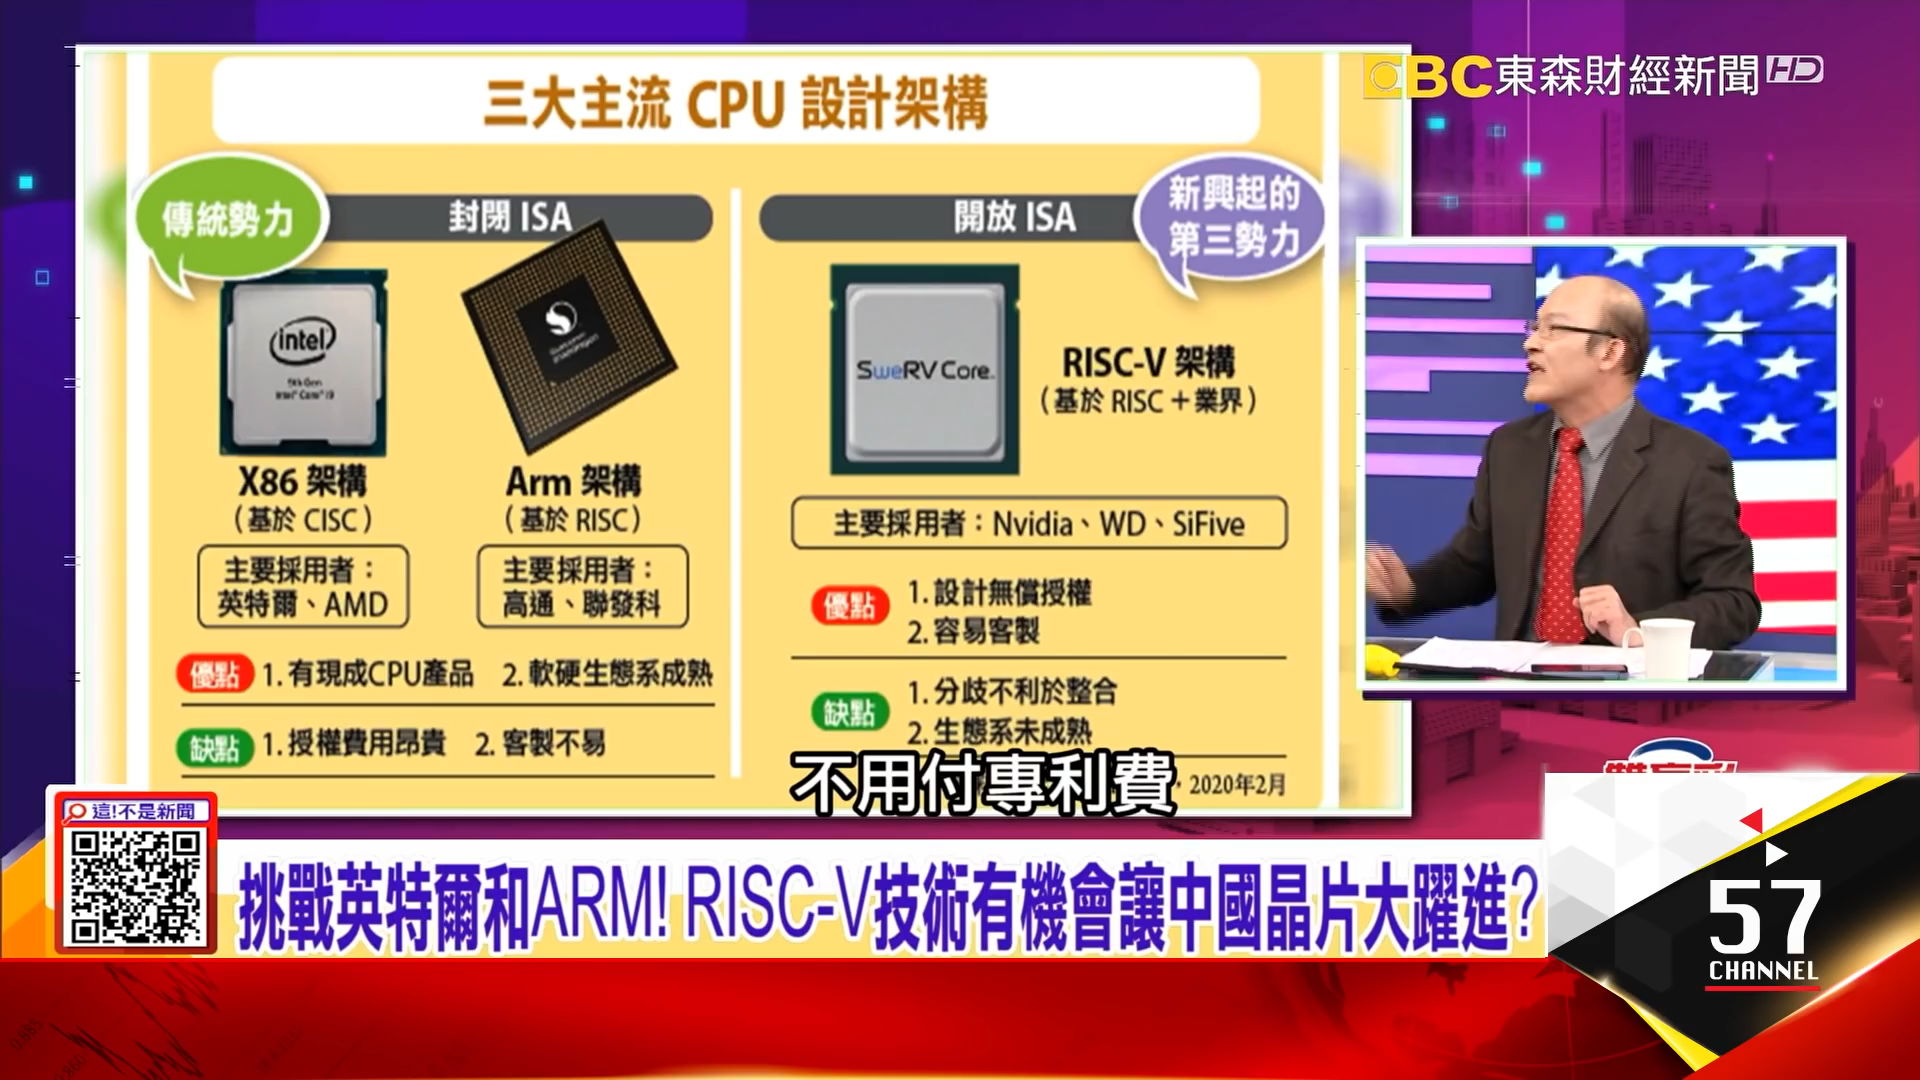 三大主流 CPU 設計架構
EBC東森財經新聞HD
傳統勢力
封閉 ISA
開放 ISA
新興起的
第三勢力
intel
9th Gen
Intel Core i9
Qualcomm
snapdragon
SweRV Core
RISC-V 架構
（基於 RISC＋業界）
X86 架構
（基於 CISC）
Arm 架構
（基於 RISC）
主要採用者：
英特爾、AMD
主要採用者：
高通、聯發科
主要採用者：Nvidia、WD、SiFive
優點 1. 有現成CPU產品 2. 軟硬生態系成熟
缺點 1. 授權費用昂貴 2. 客製不易
優點 1. 設計無償授權
2. 容易客製
缺點 1. 分歧不利於整合
2. 生態系未成熟
，2020年2月
不用付專利費
這!不是新聞
挑戰英特爾和ARM! RISC-V技術有機會讓中國晶片大躍進?
57
CHANNEL